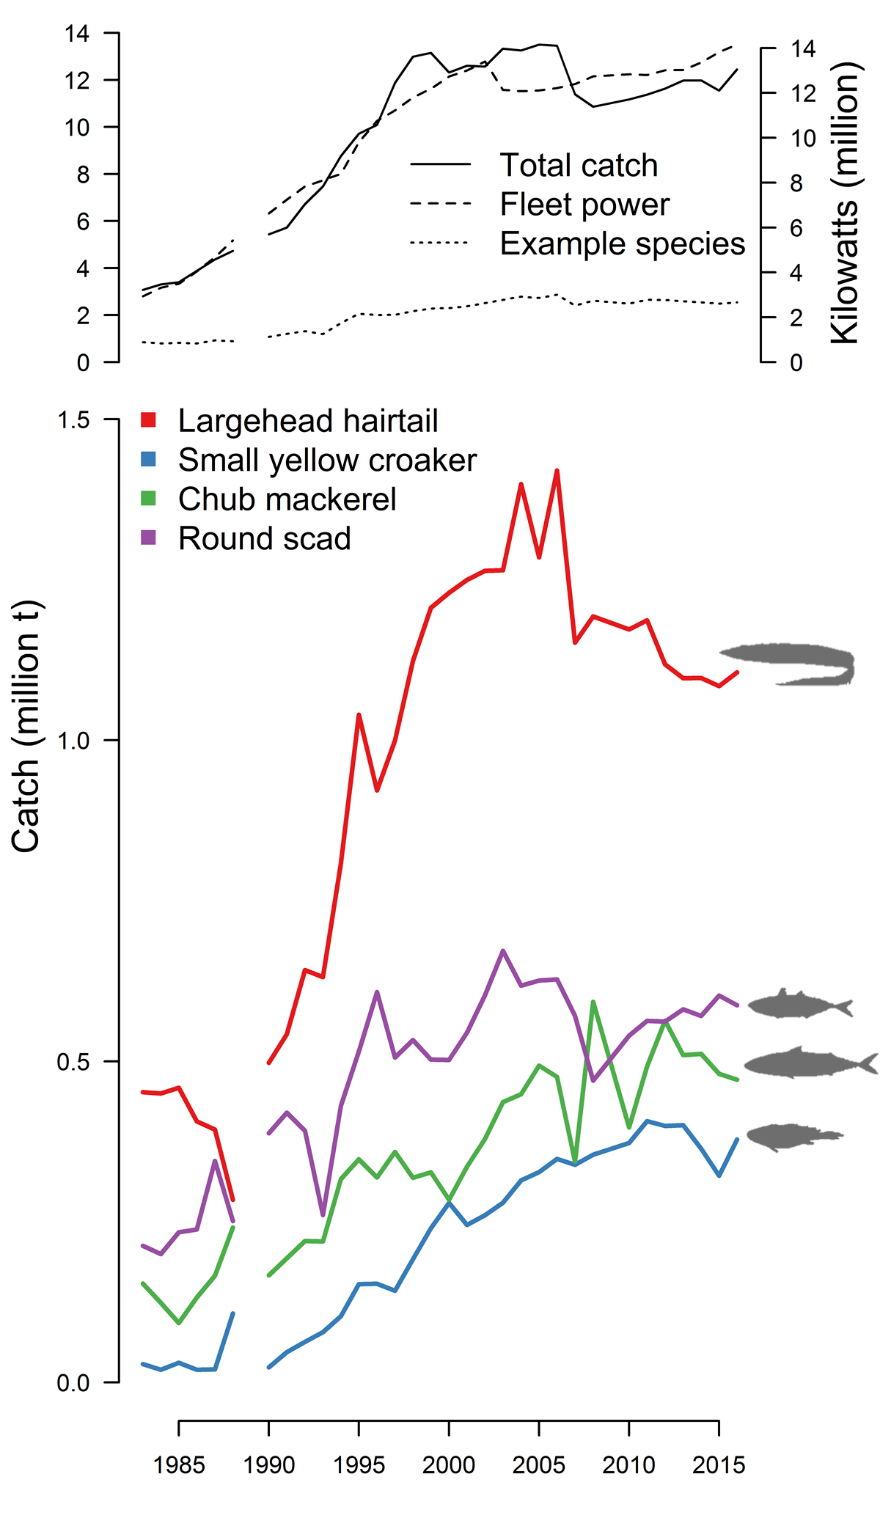 14
12
10
8
6
4
2
0
14
12
10
8
6
4
2
0
Kilowatts (million)
Total catch
Fleet power
Example species
Catch (million t)
1.5
1.0
0.5
0.0
Largehead hairtail
Small yellow croaker
Chub mackerel
Round scad
1985 1990 1995 2000 2005 2010 2015